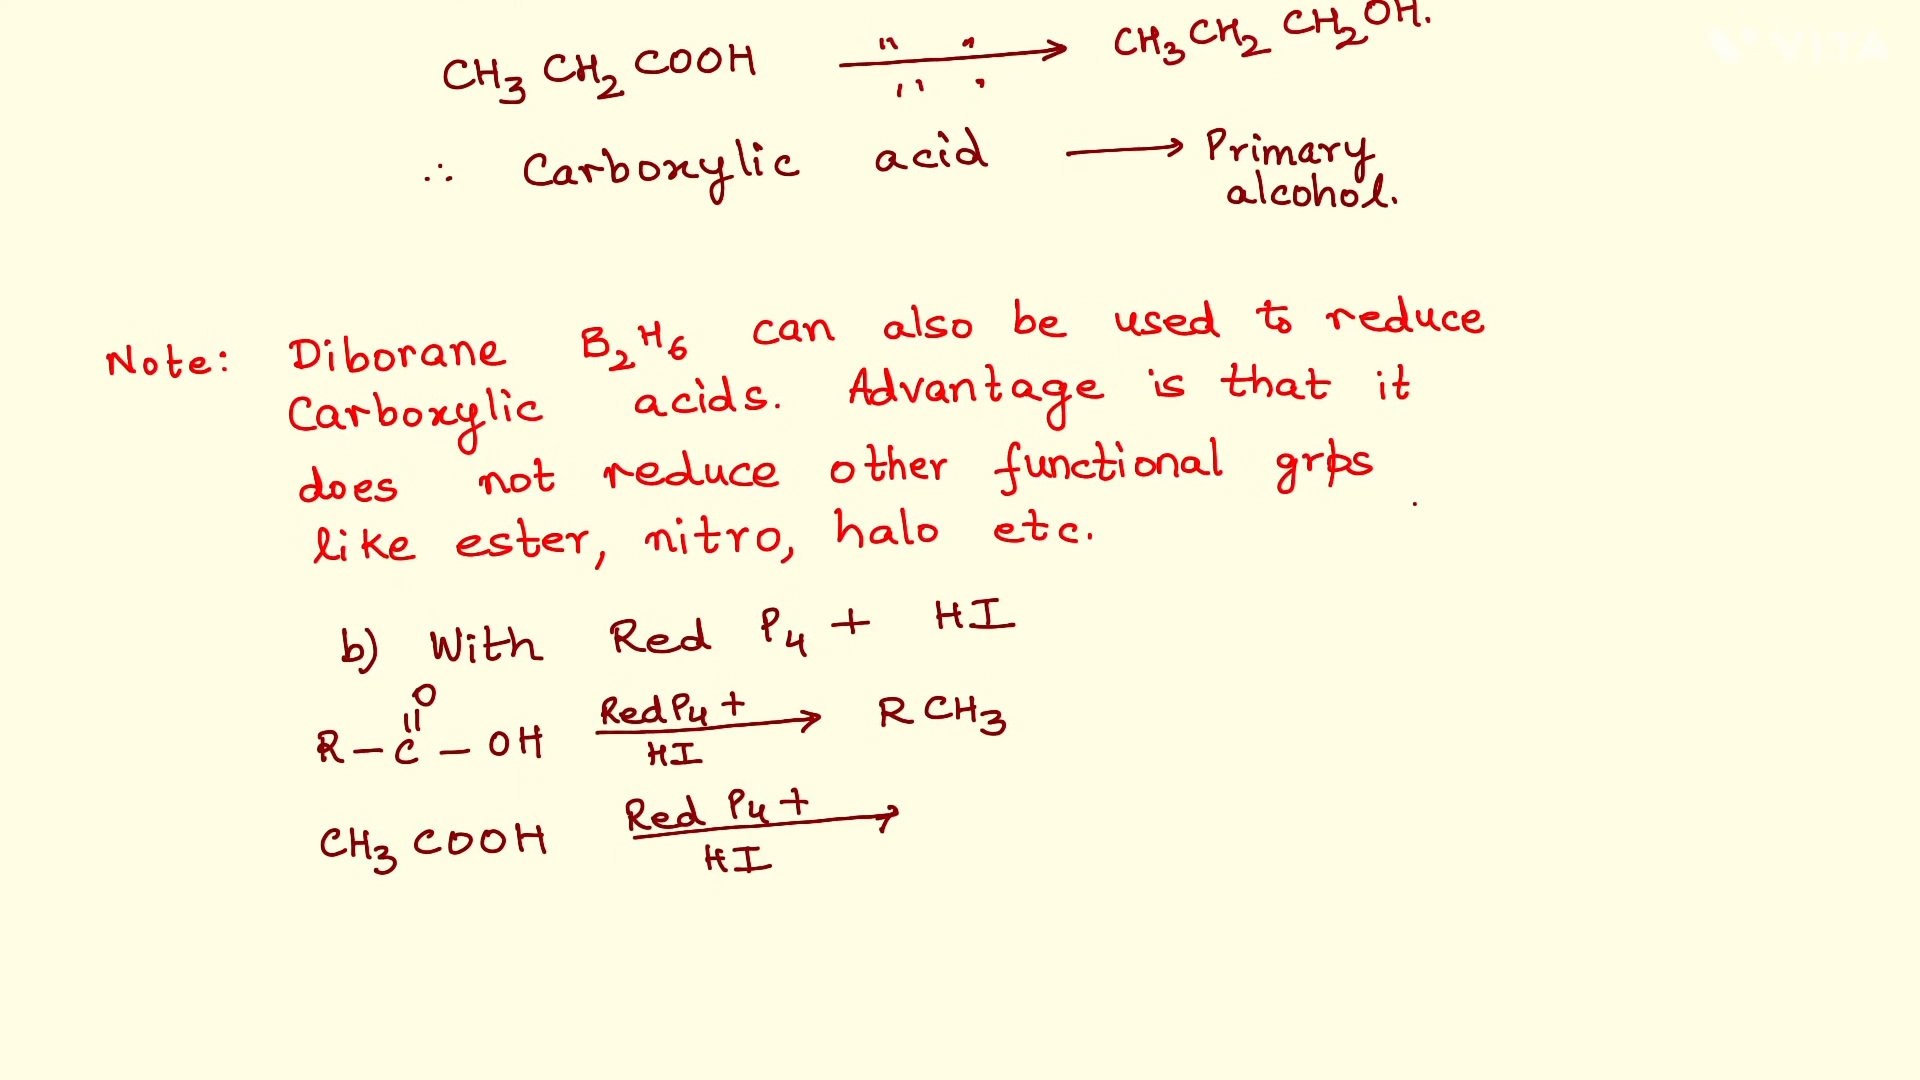 CH₃ CH₂ COOH —"—"→ CH₃ CH₂ CH₂OH.
" "
∴ Carboxylic acid → Primary
alcohol.
Note: Diborane B₂H₆ can also be used to reduce
Carboxylic acids. Advantage is that it
does not reduce other functional grps
like ester, nitro, halo etc.
b) With Red P₄ + HI
O
||
R – C – OH Red P₄ + → R CH₃
HI
CH₃ COOH Red P₄ + →
HI
VITA